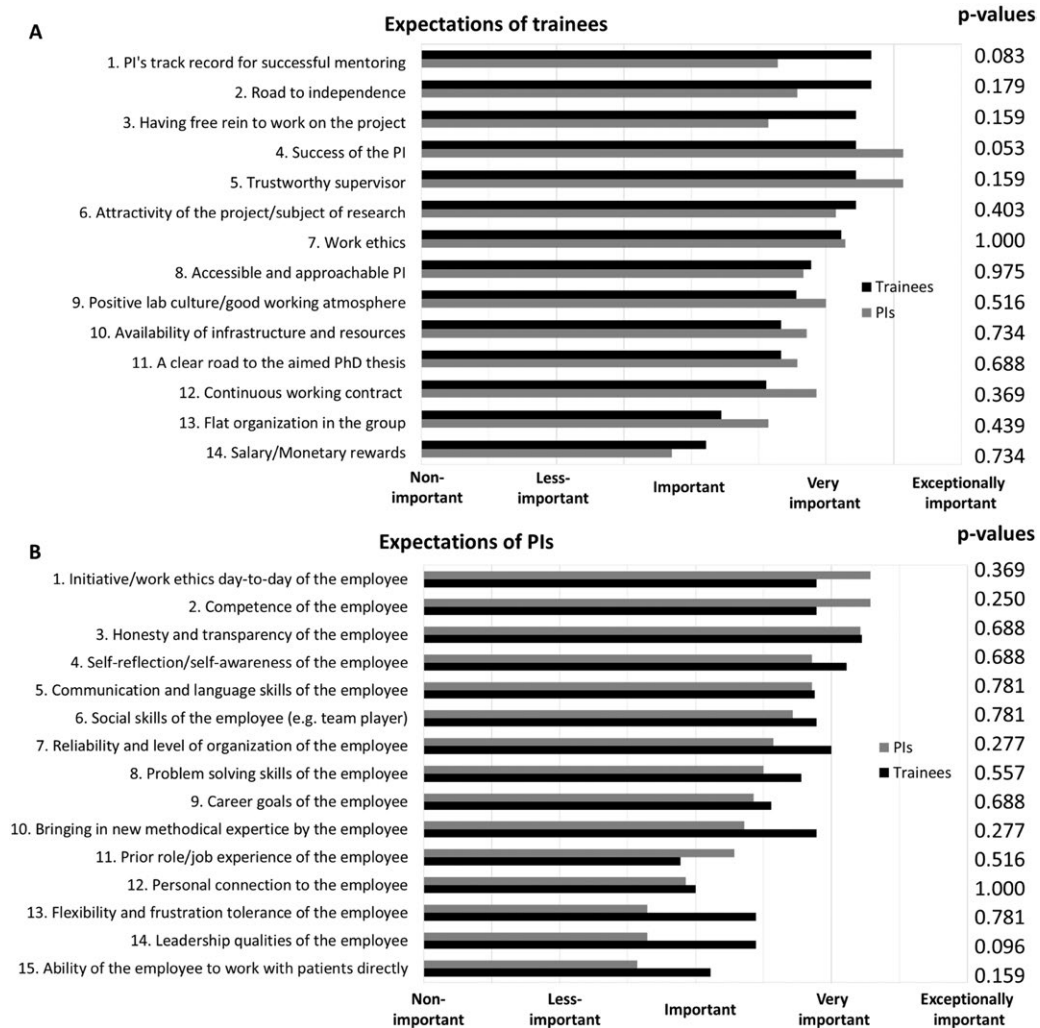 A
Expectations of trainees
p-values
1. PI's track record for successful mentoring 0.083
2. Road to independence 0.179
3. Having free rein to work on the project 0.159
4. Success of the PI 0.053
5. Trustworthy supervisor 0.159
6. Attractivity of the project/subject of research 0.403
7. Work ethics 1.000
8. Accessible and approachable PI 0.975
9. Positive lab culture/good working atmosphere 0.516
10. Availability of infrastructure and resources 0.734
11. A clear road to the aimed PhD thesis 0.688
12. Continuous working contract 0.369
13. Flat organization in the group 0.439
14. Salary/Monetary rewards 0.734
Trainees
PIs
Non-
important
Less-
important
Important
Very
important
Exceptionally
important
B
Expectations of PIs
p-values
1. Initiative/work ethics day-to-day of the employee 0.369
2. Competence of the employee 0.250
3. Honesty and transparency of the employee 0.688
4. Self-reflection/self-awareness of the employee 0.688
5. Communication and language skills of the employee 0.781
6. Social skills of the employee (e.g. team player) 0.781
7. Reliability and level of organization of the employee 0.277
8. Problem solving skills of the employee 0.557
9. Career goals of the employee 0.688
10. Bringing in new methodical expertice by the employee 0.277
11. Prior role/job experience of the employee 0.516
12. Personal connection to the employee 1.000
13. Flexibility and frustration tolerance of the employee 0.781
14. Leadership qualities of the employee 0.096
15. Ability of the employee to work with patients directly 0.159
PIs
Trainees
Non-
important
Less-
important
Important
Very
important
Exceptionally
important